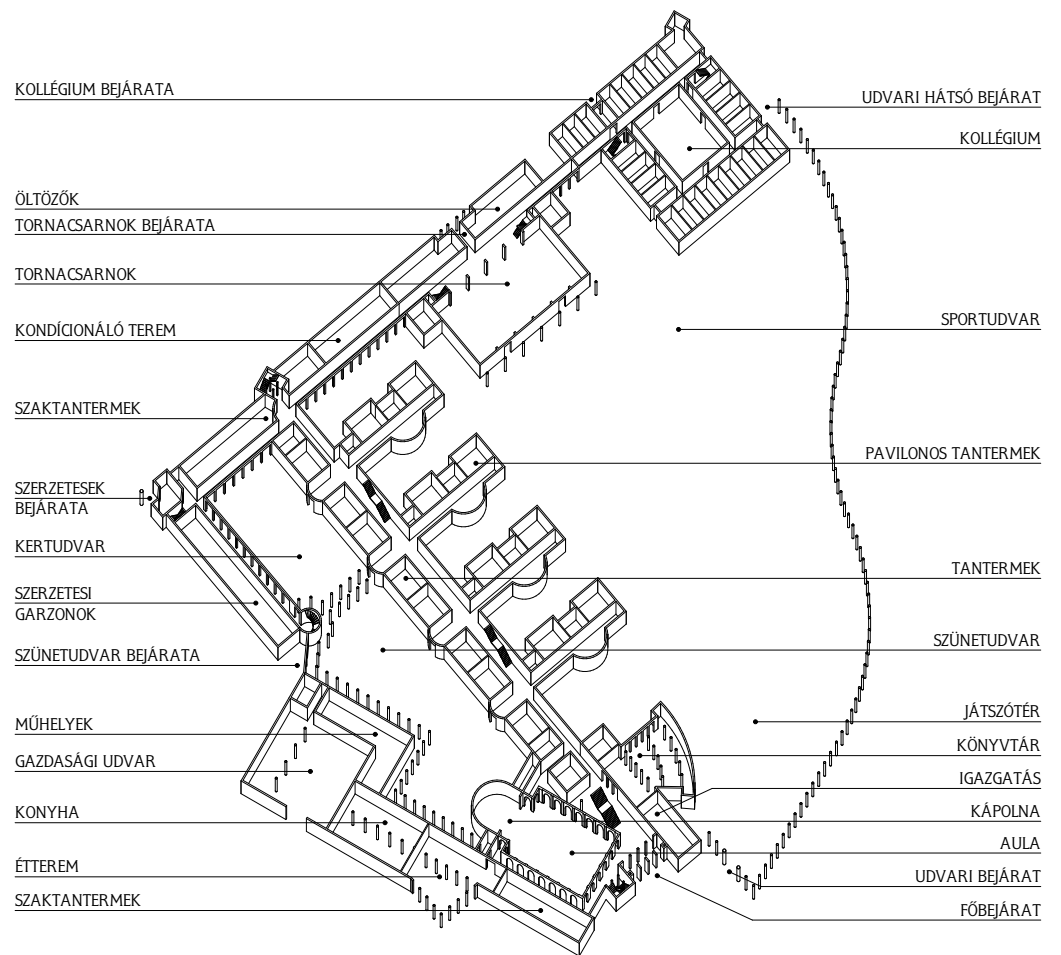 KOLLÉGIUM BEJÁRATA
ÖLTÖZŐK
TORNACSARNOK BEJÁRATA
TORNACSARNOK
KONDÍCIONÁLÓ TEREM
SZAKTANTERMEK
SZERZETESEK
BEJÁRATA
KERTUDVAR
SZERZETESI
GARZONOK
SZÜNETUDVAR BEJÁRATA
MŰHELYEK
GAZDASÁGI UDVAR
KONYHA
ÉTTEREM
SZAKTANTERMEK
UDVARI HÁTSÓ BEJÁRAT
KOLLÉGIUM
SPORTUDVAR
PAVILONOS TANTERMEK
TANTERMEK
SZÜNETUDVAR
JÁTSZÓTÉR
KÖNYVTÁR
IGAZGATÁS
KÁPOLNA
AULA
UDVARI BEJÁRAT
FŐBEJÁRAT